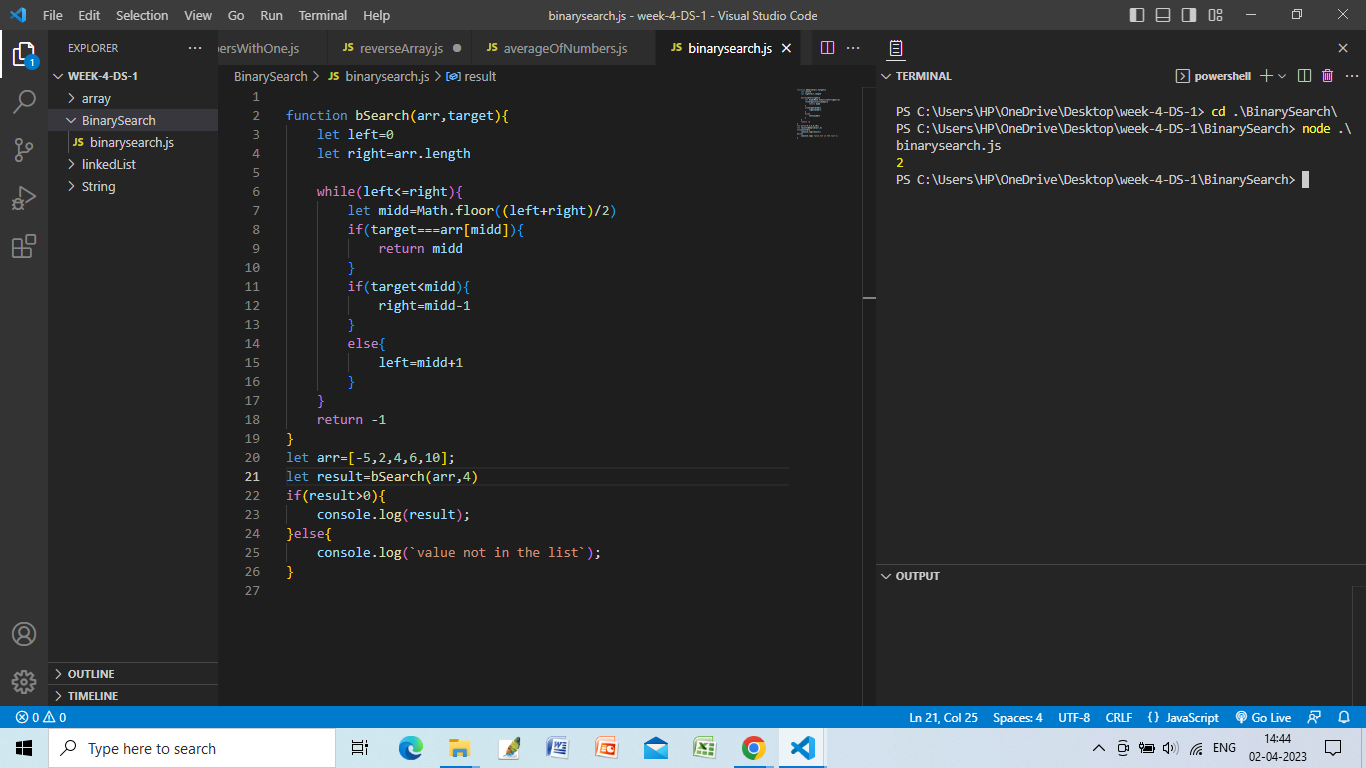 File Edit Selection View Go Run Terminal Help binarysearch.js - week-4-DS-1 - Visual Studio Code
EXPLORER
WEEK-4-DS-1
array
BinarySearch
JS binarysearch.js
linkedList
String
OUTLINE
TIMELINE
1
persWithOne.js JS reverseArray.js JS averageOfNumbers.js JS binarysearch.js
BinarySearch > JS binarysearch.js > result
1
2 function bSearch(arr,target){
3 let left=0
4 let right=arr.length
5
6 while(left<=right){
7 let midd=Math.floor((left+right)/2)
8 if(target===arr[midd]){
9 return midd
10 }
11 if(target<midd){
12 right=midd-1
13 }
14 else{
15 left=midd+1
16 }
17 }
18 return -1
19 }
20 let arr=[-5,2,4,6,10];
21 let result=bSearch(arr,4)
22 if(result>0){
23 console.log(result);
24 }else{
25 console.log(`value not in the list`);
26 }
27
TERMINAL
powershell
PS C:\Users\HP\OneDrive\Desktop\week-4-DS-1> cd .\BinarySearch\
PS C:\Users\HP\OneDrive\Desktop\week-4-DS-1\BinarySearch> node .\
binarysearch.js
2
PS C:\Users\HP\OneDrive\Desktop\week-4-DS-1\BinarySearch>
OUTPUT
0 0 Ln 21, Col 25 Spaces: 4 UTF-8 CRLF {} JavaScript Go Live
Type here to search
ENG
14:44
02-04-2023